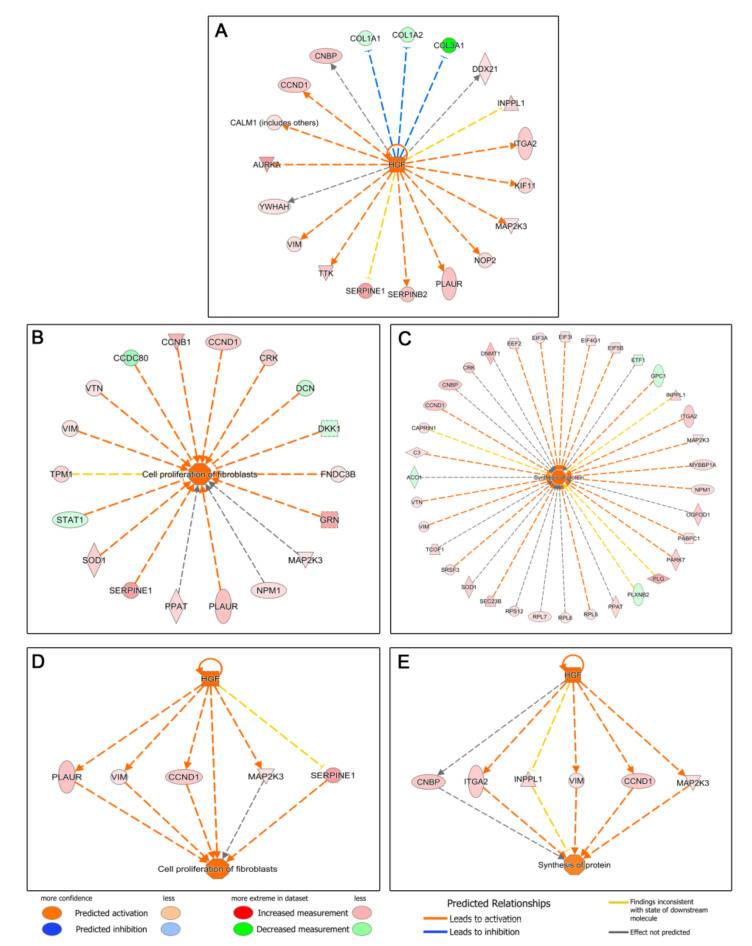 A
COL1A1
COL1A2
COL3A1
CNBP
DDX21
CCND1
INPPL1
CALM1 (includes others)
ITGA2
AURKA
HGF
KIF11
YWHAH
MAP2K3
VIM
NOP2
TTK
PLAUR
SERPINE1
SERPINB2
B
CCNB1
CCND1
CCDC80
CRK
VTN
DCN
VIM
DKK1
TPM1
Cell proliferation of fibroblasts
FNDC3B
STAT1
GRN
SOD1
MAP2K3
SERPINE1
PPAT
PLAUR
NPM1
C
EEF2
EIF3A
EIF3I
EIF4G1
EIF5B
DNMT1
ETF1
CRK
GPC1
CNBP
INPPL1
CCND1
ITGA2
CAPRIN1
MAP2K3
C3
MYBBP1A
ACO1
Synthesis of protein
NPM1
VTN
OGFOD1
VIM
PABPC1
TCOF1
PARK7
SRSF3
PLG
SOD1
PLXNB2
SEC23B
PPAT
RPS12
RPL7
RPL6
RPL5
D
HGF
PLAUR
VIM
CCND1
MAP2K3
SERPINE1
Cell proliferation of fibroblasts
E
HGF
CNBP
ITGA2
INPPL1
VIM
CCND1
MAP2K3
Synthesis of protein
more confidence
less
more extreme in dataset
less
Predicted activation
Increased measurement
Predicted inhibition
Decreased measurement
Predicted Relationships
Leads to activation
Leads to inhibition
Findings inconsistent
with state of downstream
molecule
Effect not predicted